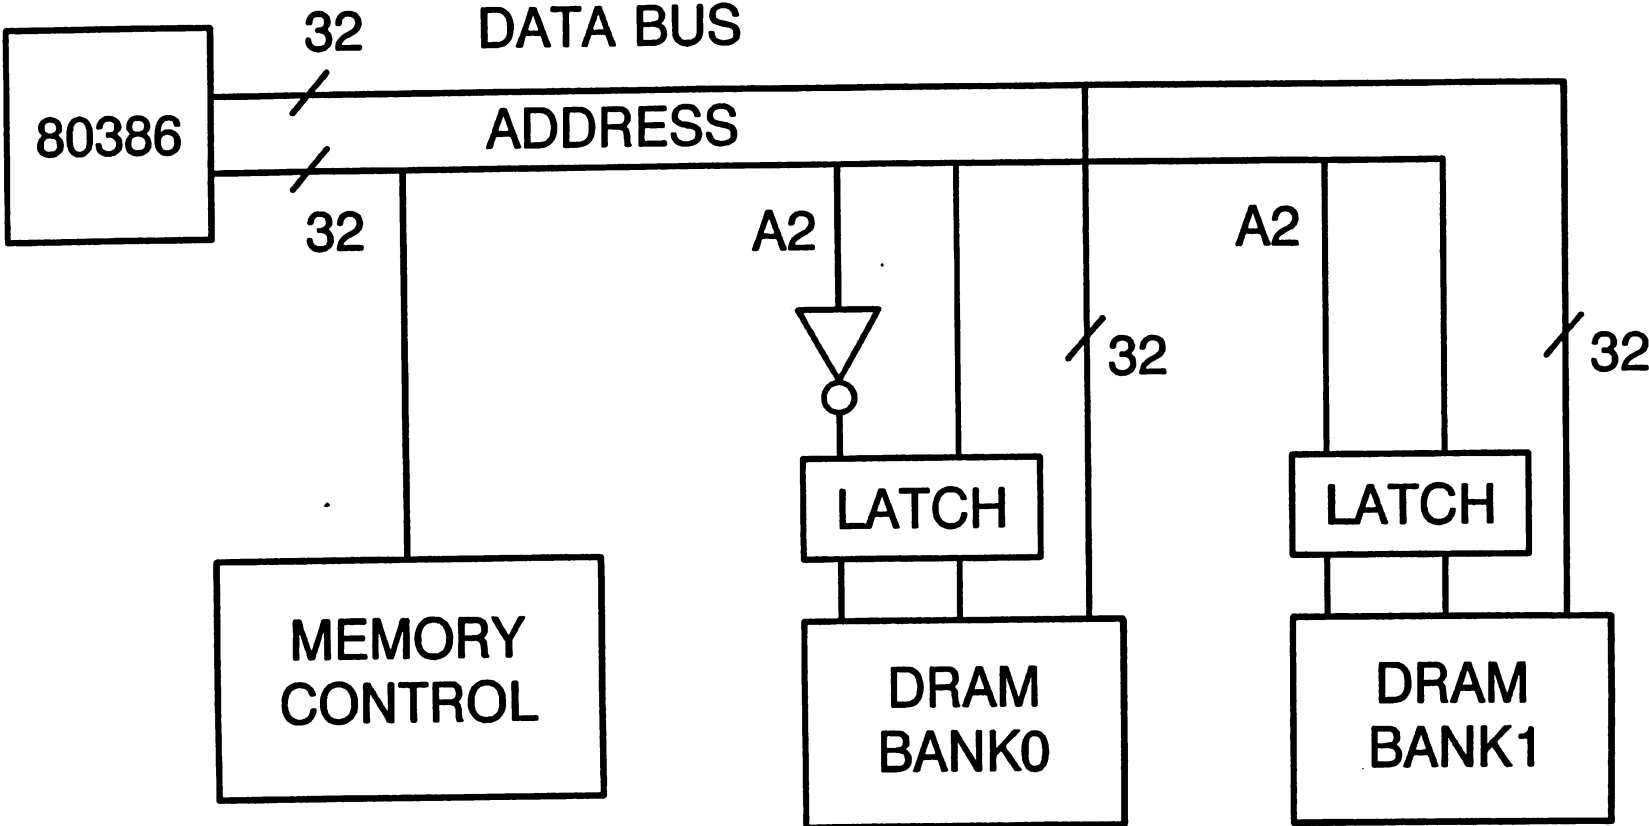 32
DATA BUS
80386
ADDRESS
32
A2
A2
32
32
LATCH
LATCH
MEMORY
CONTROL
DRAM
BANK0
DRAM
BANK1